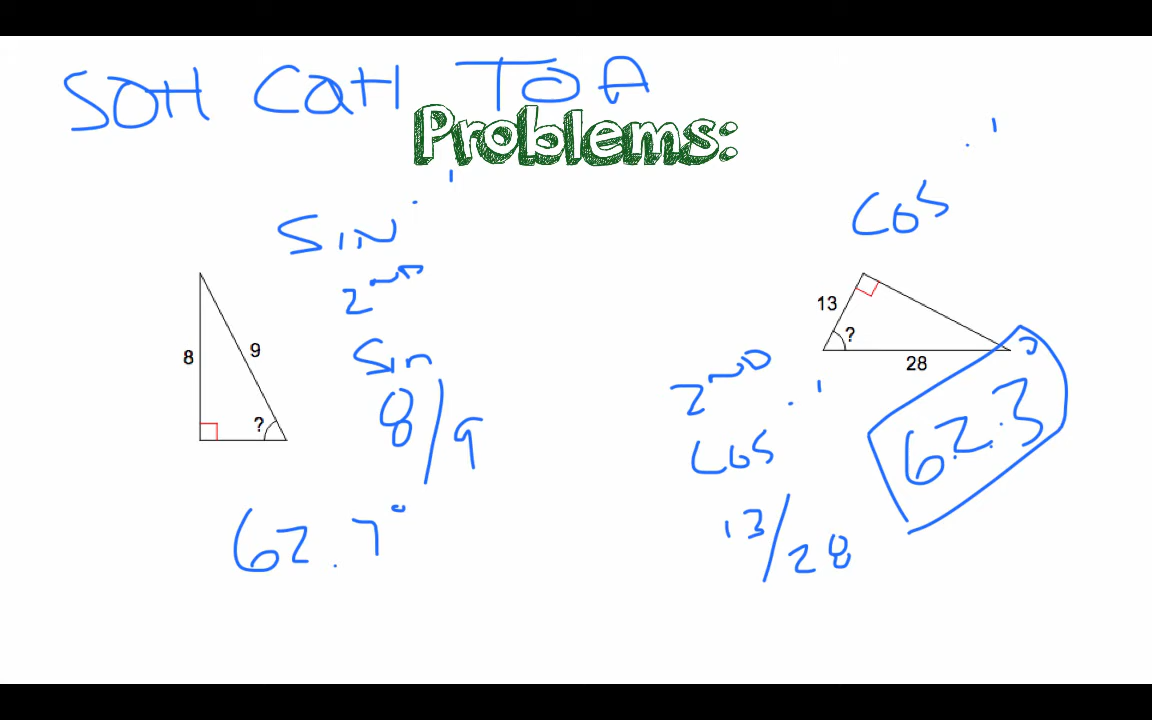 SOH CAH TOA
Problems:
SIN
2ND
Sin
8/9
8
9
?
62.7°
COS
13
?
28
2ND
COS
13/28
62.3°